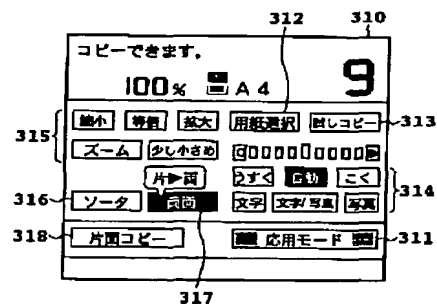 310
312
コピーできます。
100% A4
9
縮小 等倍 拡大 用紙選択 試しコピー
313
315
ズーム 少し小さめ
片▶両
うすく 自動 こく
314
316
ソータ 両面 文字 文字/写真 写真
318
片面コピー 応用モード
311
317